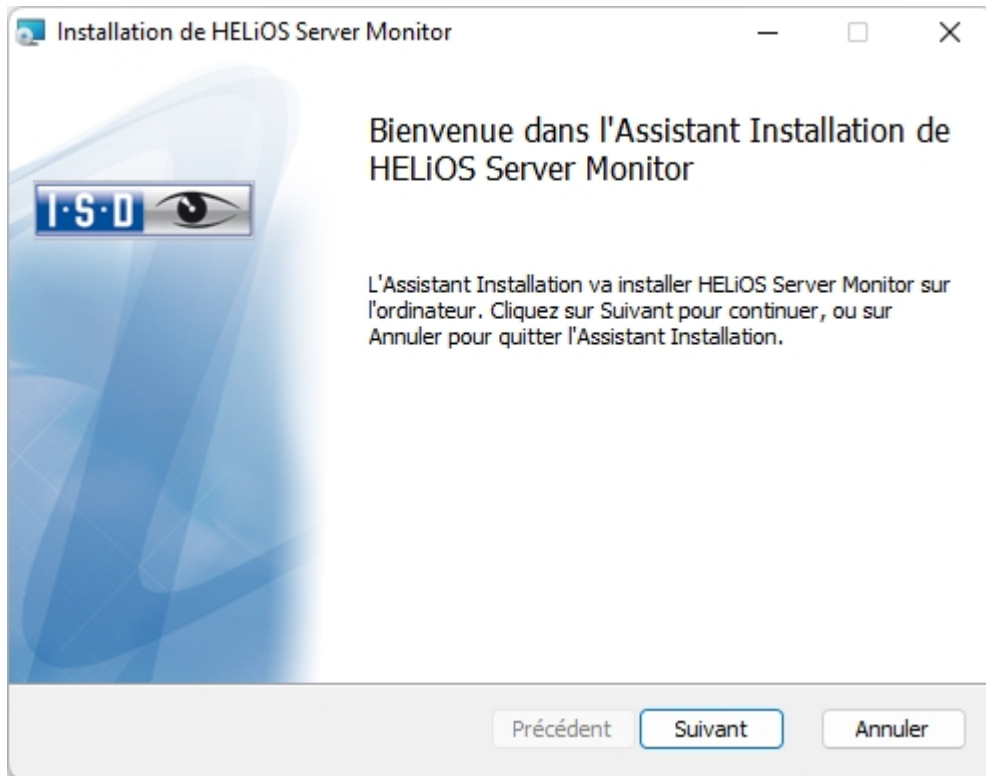 Installation de HELiOS Server Monitor
Bienvenue dans l'Assistant Installation de
HELiOS Server Monitor
I·S·D
L'Assistant Installation va installer HELiOS Server Monitor sur
l'ordinateur. Cliquez sur Suivant pour continuer, ou sur
Annuler pour quitter l'Assistant Installation.
Précédent
Suivant
Annuler